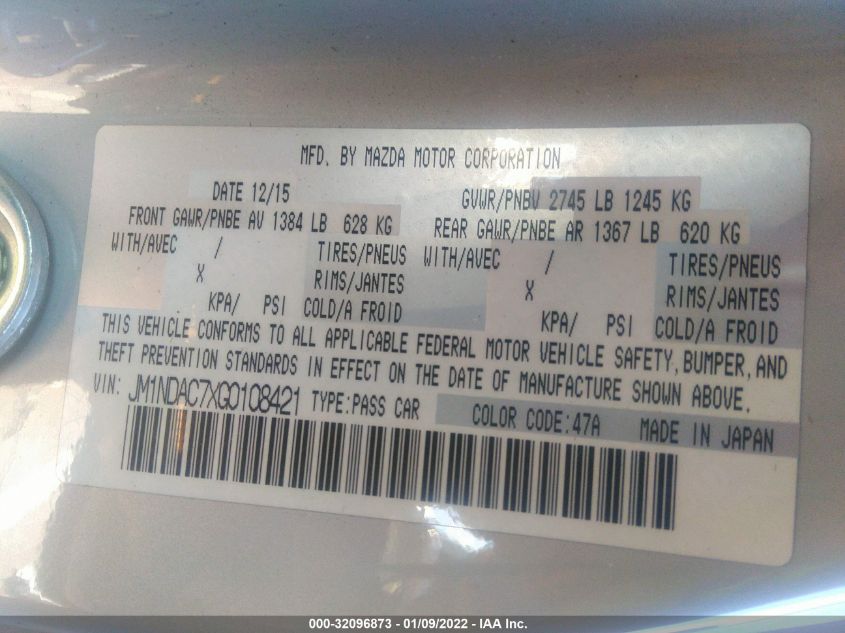 MFD. BY MAZDA MOTOR CORPORATION
DATE 12/15 GVWR/PNBV 2745 LB 1245 KG
FRONT GAWR/PNBE AV 1384 LB 628 KG REAR GAWR/PNBE AR 1367 LB 620 KG
WITH/AVEC / TIRES/PNEUS WITH/AVEC / TIRES/PNEUS
X RIMS/JANTES X RIMS/JANTES
KPA/ PSI COLD/A FROID KPA/ PSI COLD/A FROID
THIS VEHICLE CONFORMS TO ALL APPLICABLE FEDERAL MOTOR VEHICLE SAFETY, BUMPER, AND
THEFT PREVENTION STANDARDS IN EFFECT ON THE DATE OF MANUFACTURE SHOWN ABOVE.
VIN: JM1NDAC7XG0108421 TYPE:PASS CAR COLOR CODE:47A MADE IN JAPAN
000-32096873 - 01/09/2022 - IAA Inc.